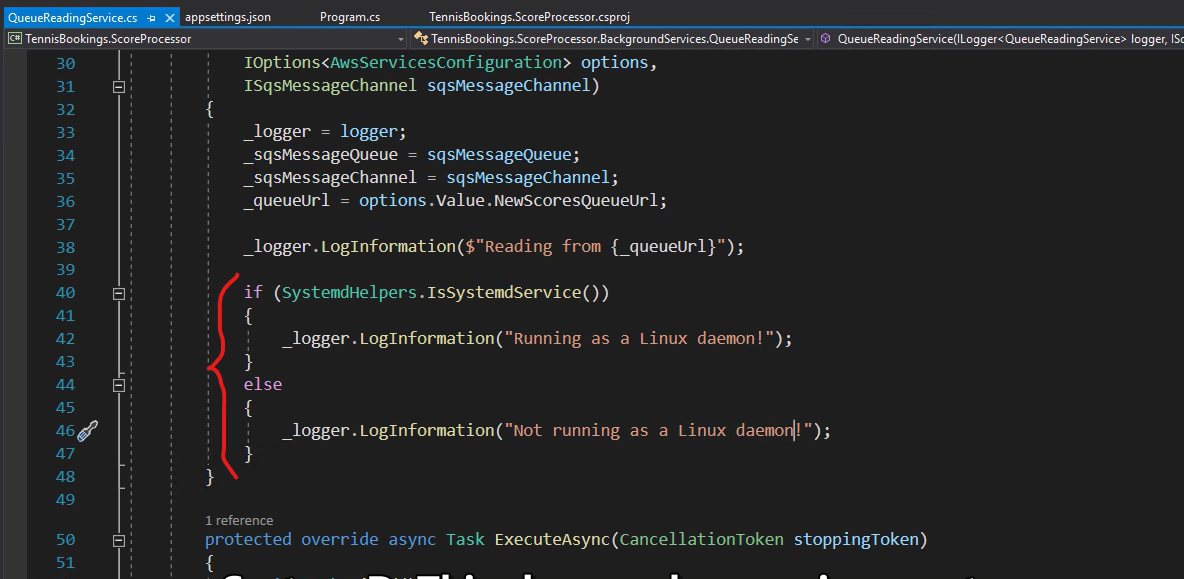 QueueReadingService.cs appsettings.json Program.cs TennisBookings.ScoreProcessor.csproj
C# TennisBookings.ScoreProcessor TennisBookings.ScoreProcessor.BackgroundServices.QueueReadingSe QueueReadingService(ILogger<QueueReadingService> logger, ISc
30 IOptions<AwsServicesConfiguration> options,
31 ISqsMessageChannel sqsMessageChannel)
32 {
33 _logger = logger;
34 _sqsMessageQueue = sqsMessageQueue;
35 _sqsMessageChannel = sqsMessageChannel;
36 _queueUrl = options.Value.NewScoresQueueUrl;
37
38 _logger.LogInformation($"Reading from {_queueUrl}");
39
40 if (SystemdHelpers.IsSystemdService())
41 {
42 _logger.LogInformation("Running as a Linux daemon!");
43 }
44 else
45 {
46 _logger.LogInformation("Not running as a Linux daemon!");
47 }
48 }
49
1 reference
50 protected override async Task ExecuteAsync(CancellationToken stoppingToken)
51 {